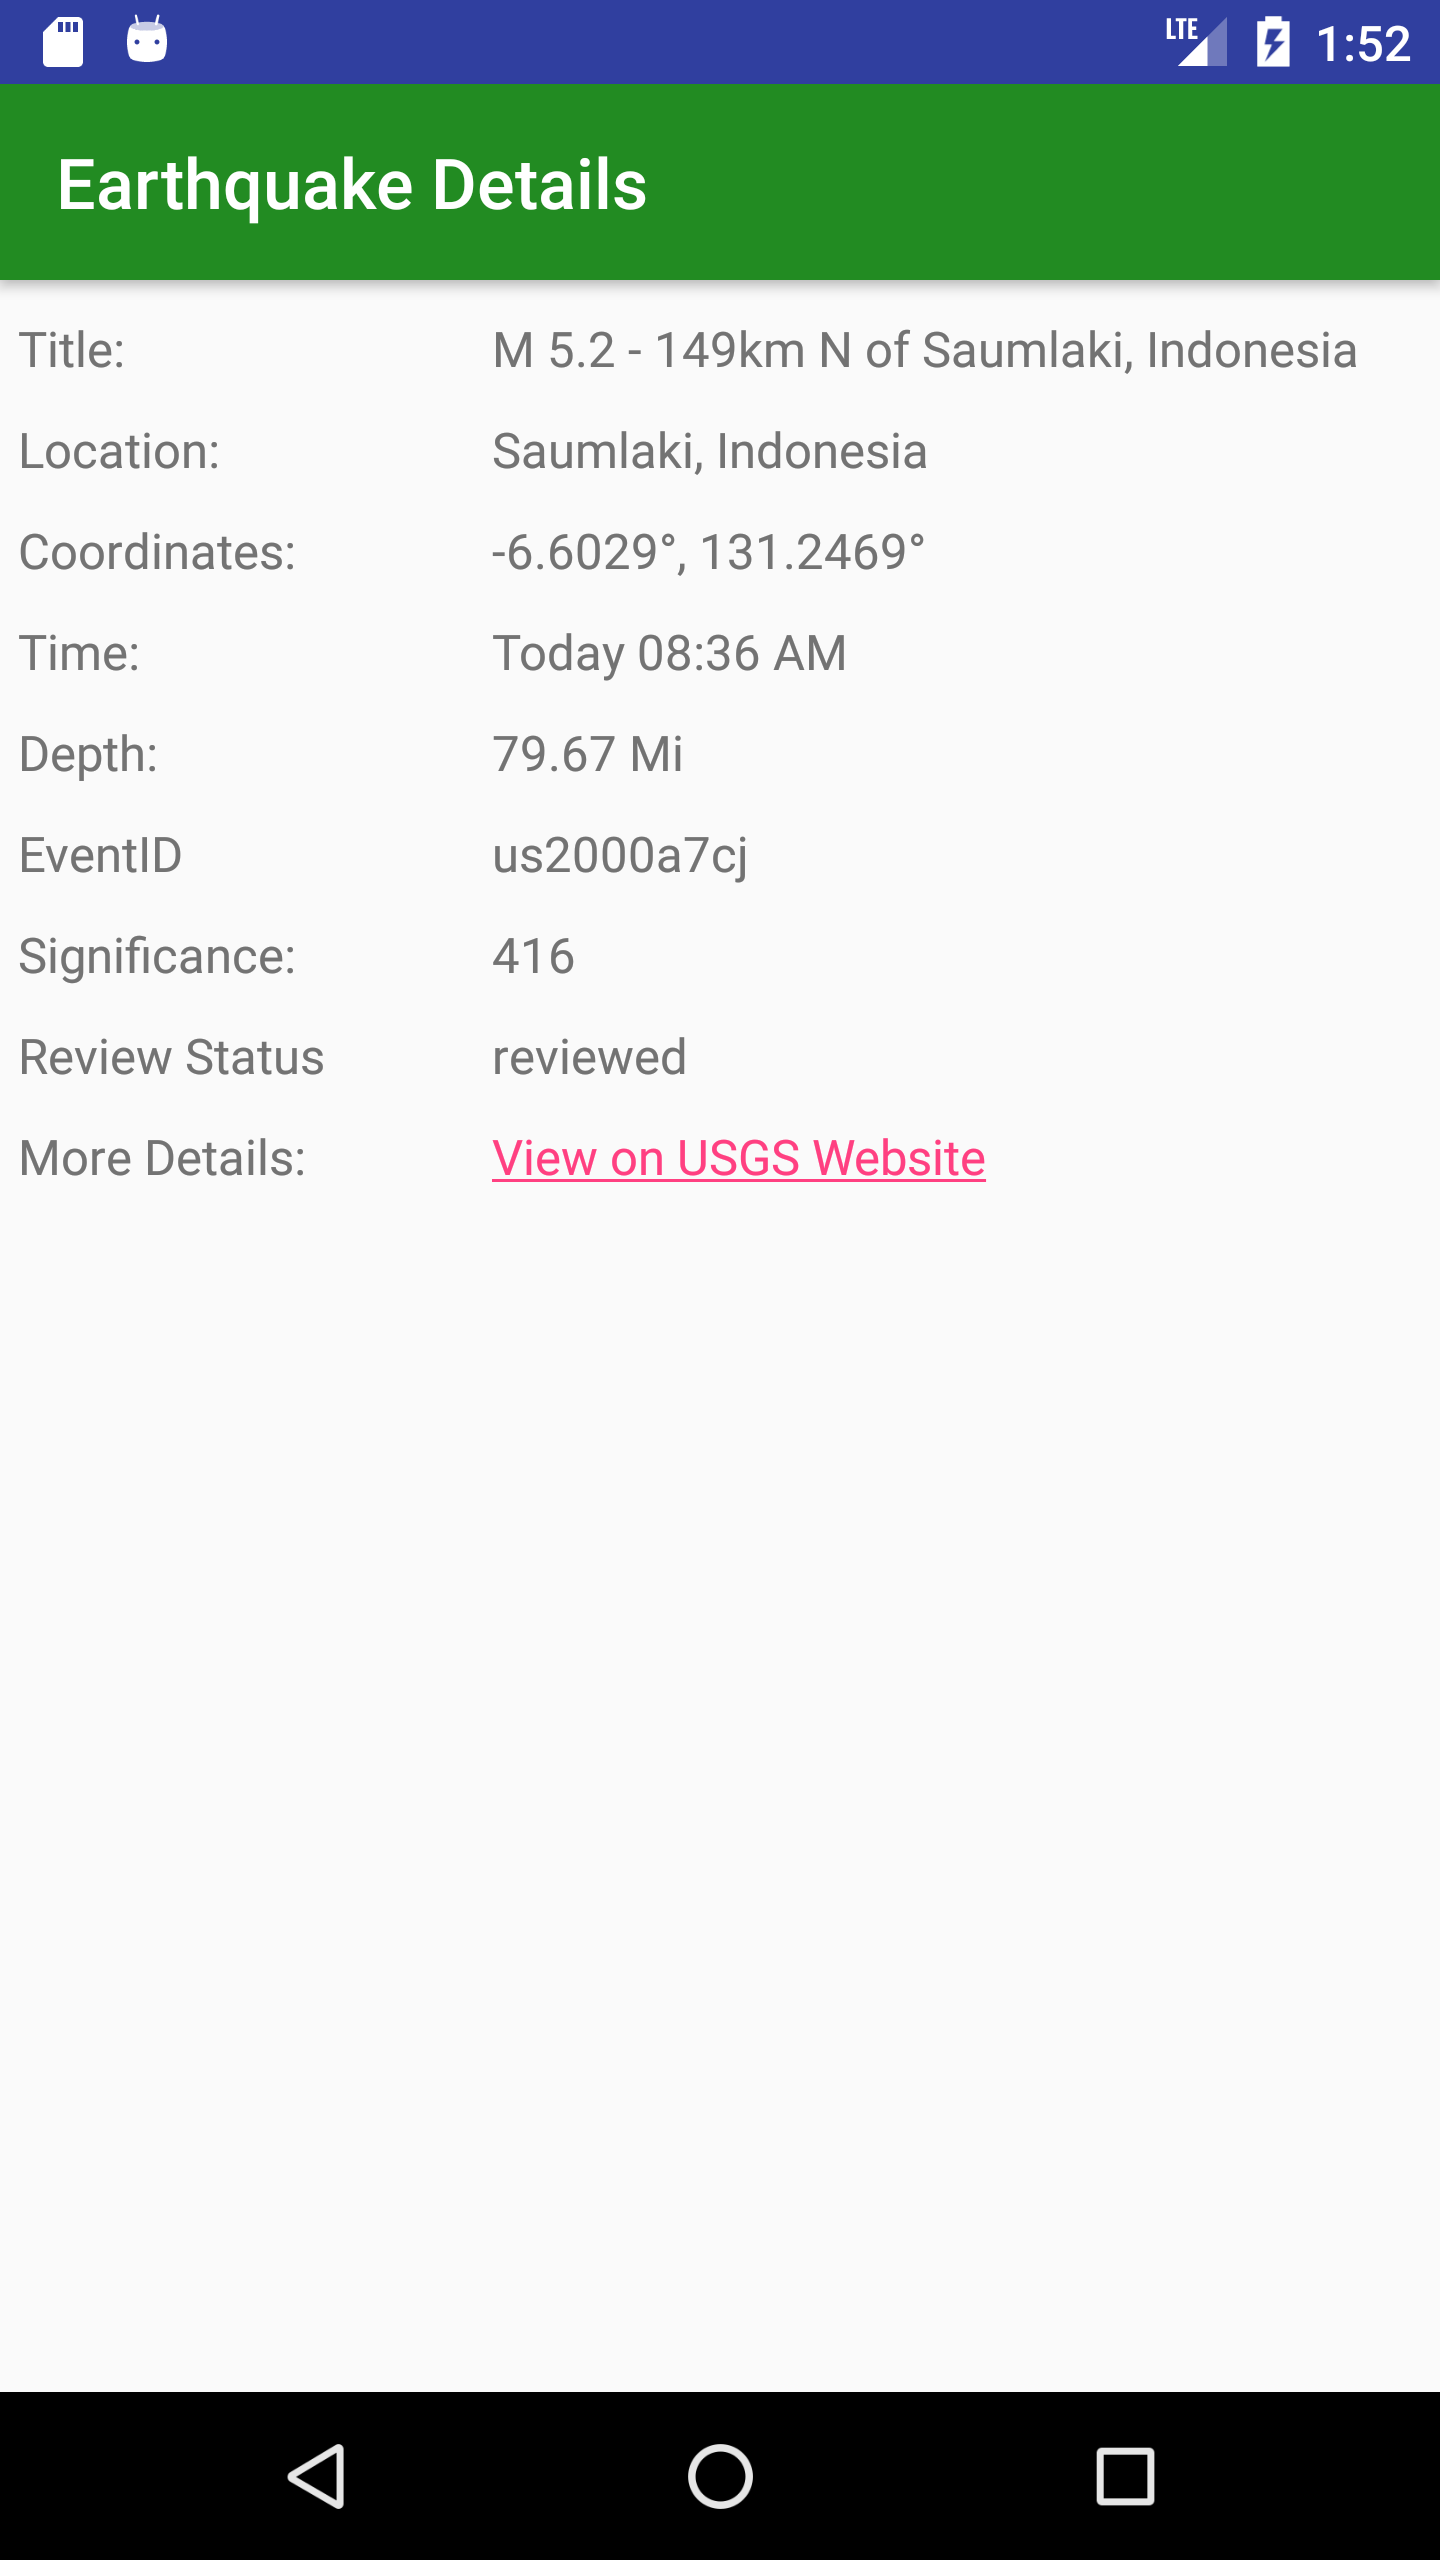 LTE 1:52
Earthquake Details
Title: M 5.2 - 149km N of Saumlaki, Indonesia
Location: Saumlaki, Indonesia
Coordinates: -6.6029°, 131.2469°
Time: Today 08:36 AM
Depth: 79.67 Mi
EventID us2000a7cj
Significance: 416
Review Status reviewed
More Details: View on USGS Website